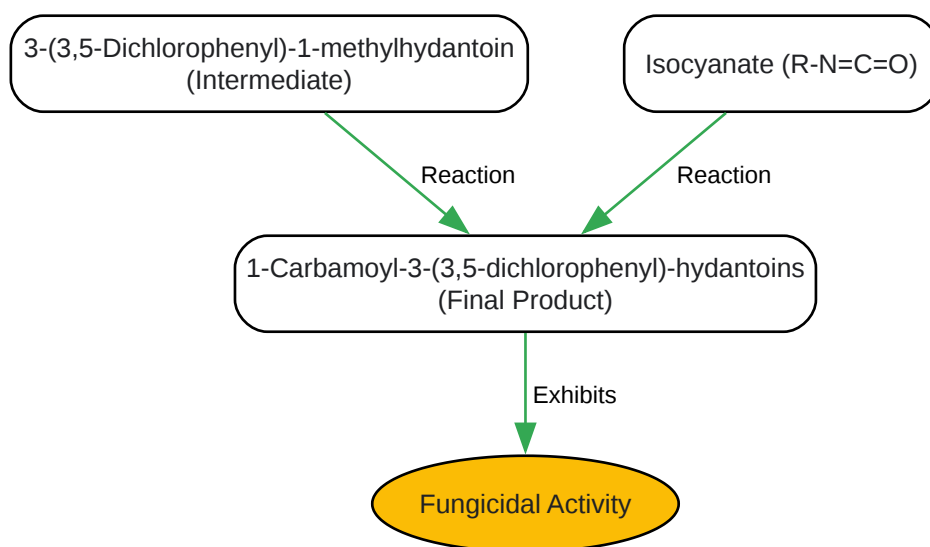 3-(3,5-Dichlorophenyl)-1-methylhydantoin
(Intermediate)
Isocyanate (R-N=C=O)
Reaction
Reaction
1-Carbamoyl-3-(3,5-dichlorophenyl)-hydantoins
(Final Product)
Exhibits
Fungicidal Activity